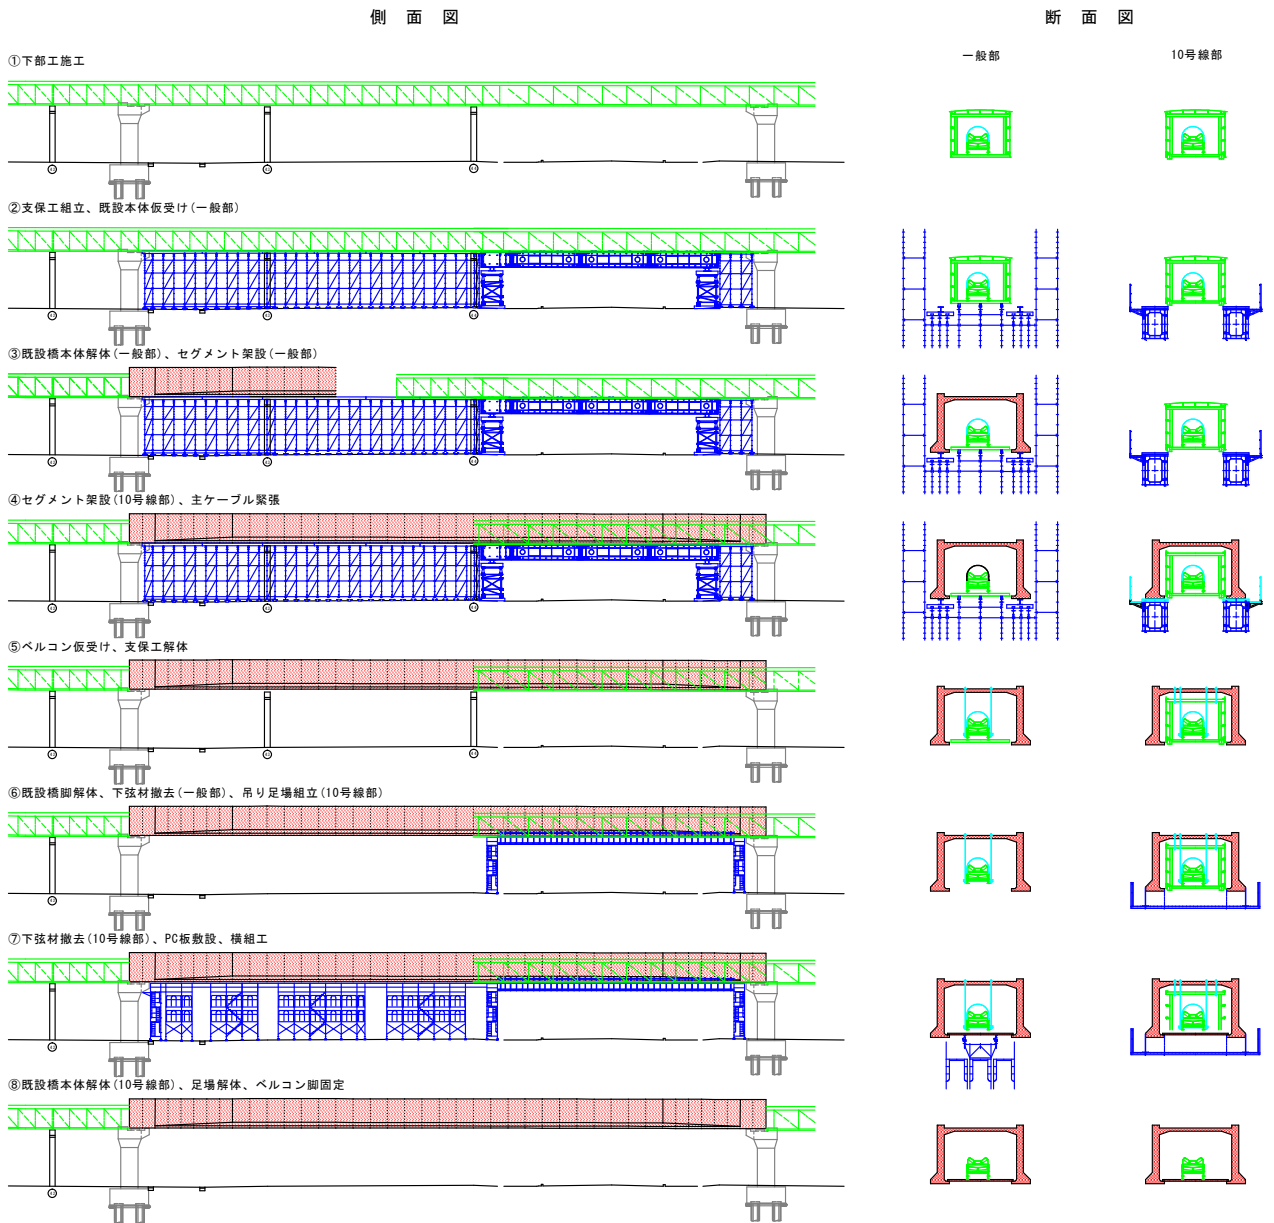 側面図
断面図
一般部
10号線部
①下部工施工
②支保工組立、既設本体仮受け(一般部)
③既設橋本体解体(一般部)、セグメント架設(一般部)
④セグメント架設(10号線部)、主ケーブル緊張
⑤ベルコン仮受け、支保工解体
⑥既設橋脚解体、下弦材撤去(一般部)、吊り足場組立(10号線部)
⑦下弦材撤去(10号線部)、PC板敷設、横組工
⑧既設橋本体解体(10号線部)、足場解体、ベルコン脚固定